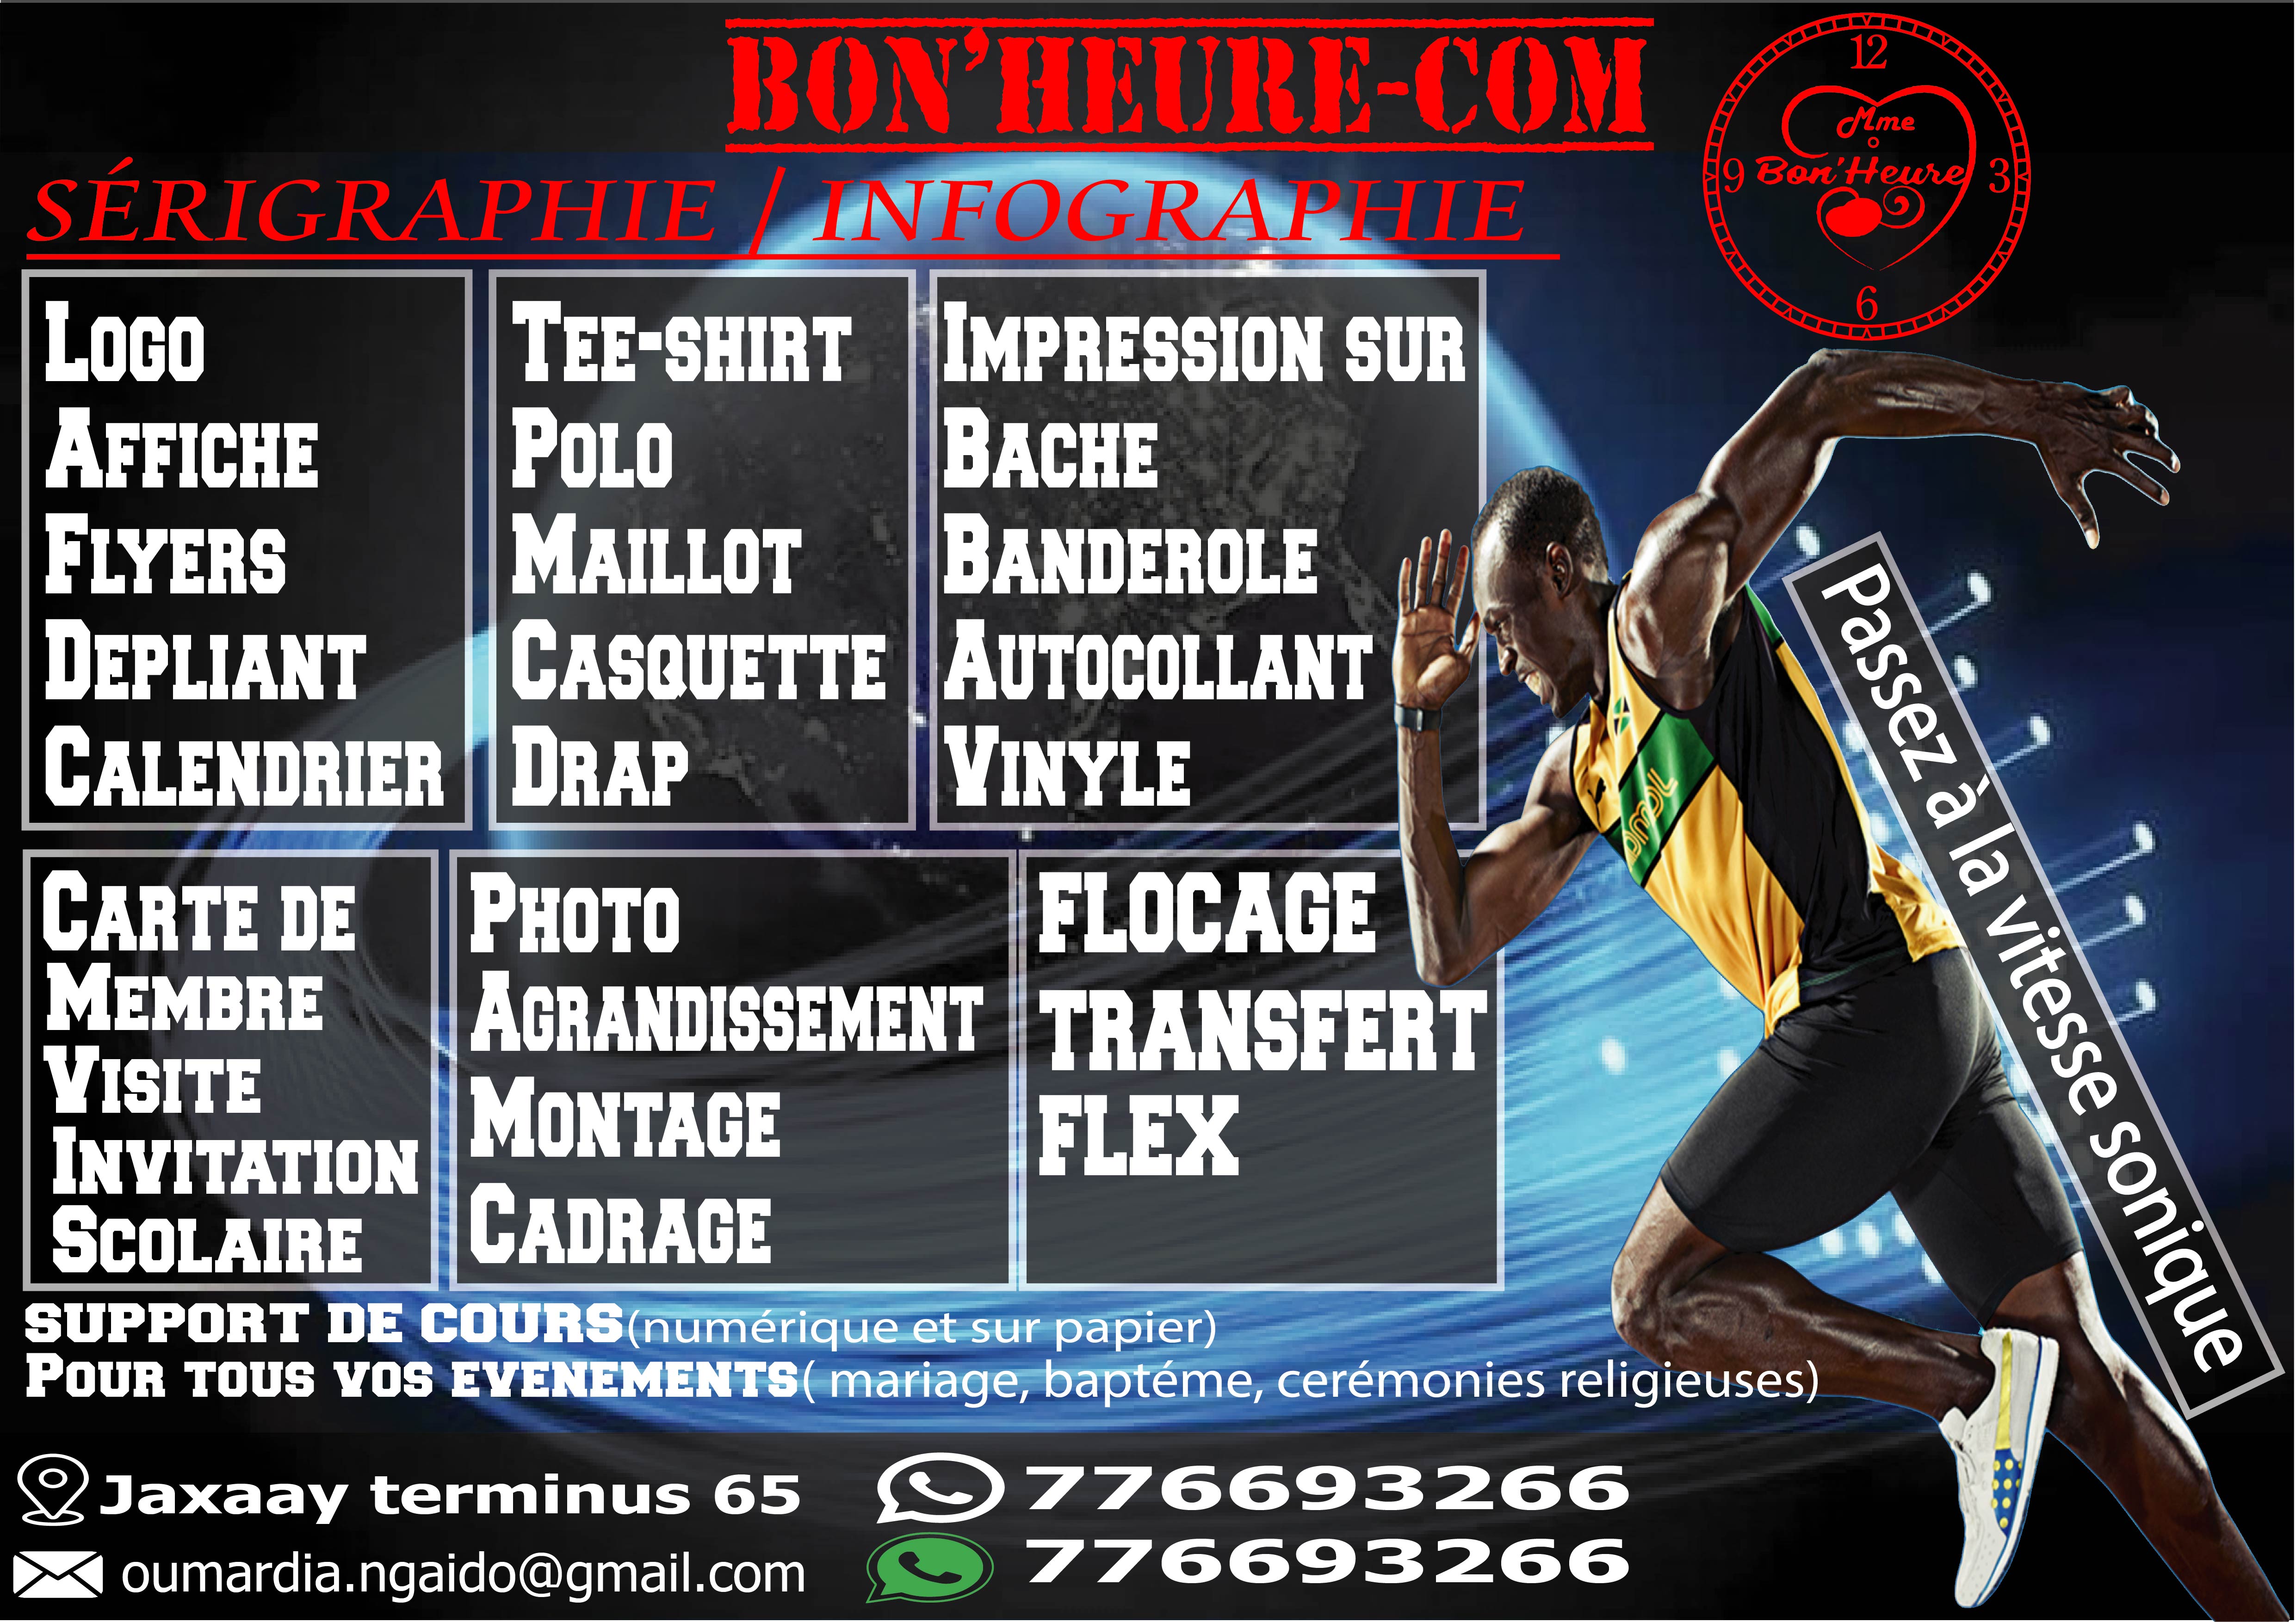 BON'HEURE-COM
12
Mme
9 Bon'Heure 3
6
SÉRIGRAPHIE / INFOGRAPHIE
LOGO
AFFICHE
FLYERS
DEPLIANT
CALENDRIER
TEE-SHIRT
POLO
MAILLOT
CASQUETTE
DRAP
IMPRESSION SUR
BACHE
BANDEROLE
AUTOCOLLANT
VINYLE
CARTE DE
MEMBRE
VISITE
INVITATION
SCOLAIRE
PHOTO
AGRANDISSEMENT
MONTAGE
CADRAGE
FLOCAGE
TRANSFERT
FLEX
Passez à la vitesse sonique
SUPPORT DE COURS(numérique et sur papier)
POUR TOUS VOS EVENEMENTS( mariage, baptéme, cerémonies religieuses)
Jaxaay terminus 65
776693266
oumardia.ngaido@gmail.com
776693266